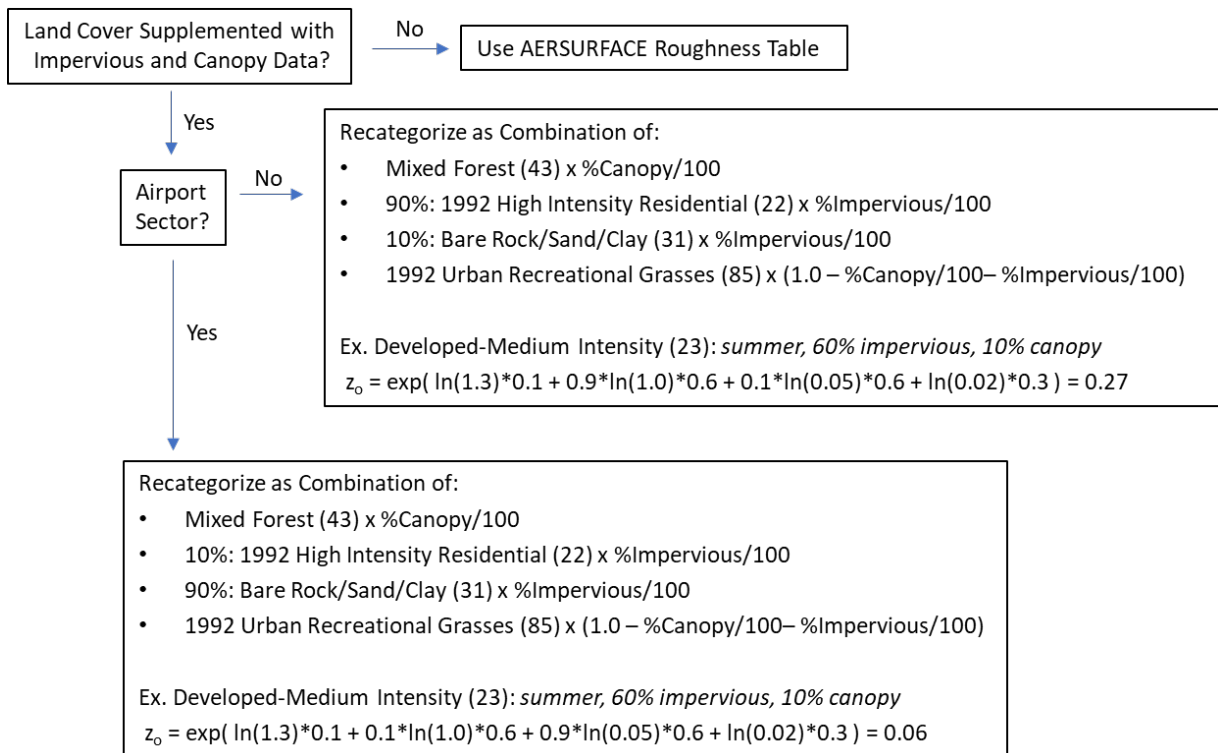 Land Cover Supplemented with
Impervious and Canopy Data?
No
Use AERSURFACE Roughness Table
Yes
Airport
Sector?
No
Recategorize as Combination of:
• Mixed Forest (43) x %Canopy/100
• 90%: 1992 High Intensity Residential (22) x %Impervious/100
• 10%: Bare Rock/Sand/Clay (31) x %Impervious/100
• 1992 Urban Recreational Grasses (85) x (1.0 – %Canopy/100– %Impervious/100)
Ex. Developed-Medium Intensity (23): summer, 60% impervious, 10% canopy
zₒ = exp( ln(1.3)*0.1 + 0.9*ln(1.0)*0.6 + 0.1*ln(0.05)*0.6 + ln(0.02)*0.3 ) = 0.27
Yes
Recategorize as Combination of:
• Mixed Forest (43) x %Canopy/100
• 10%: 1992 High Intensity Residential (22) x %Impervious/100
• 90%: Bare Rock/Sand/Clay (31) x %Impervious/100
• 1992 Urban Recreational Grasses (85) x (1.0 – %Canopy/100– %Impervious/100)
Ex. Developed-Medium Intensity (23): summer, 60% impervious, 10% canopy
zₒ = exp( ln(1.3)*0.1 + 0.1*ln(1.0)*0.6 + 0.9*ln(0.05)*0.6 + ln(0.02)*0.3 ) = 0.06